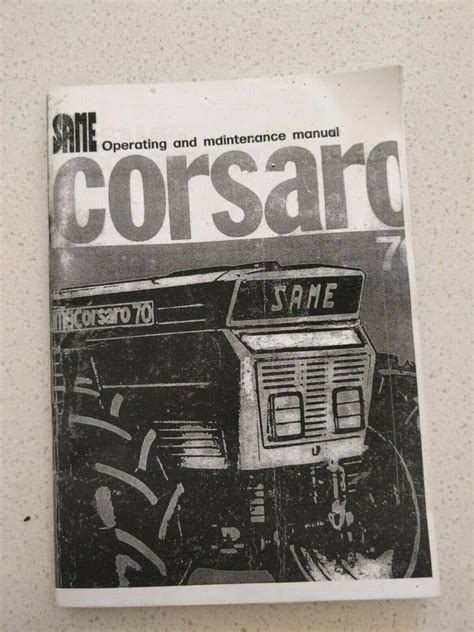 SAME Operating and maintenance manual
corsaro
70
SAME
Corsaro 70